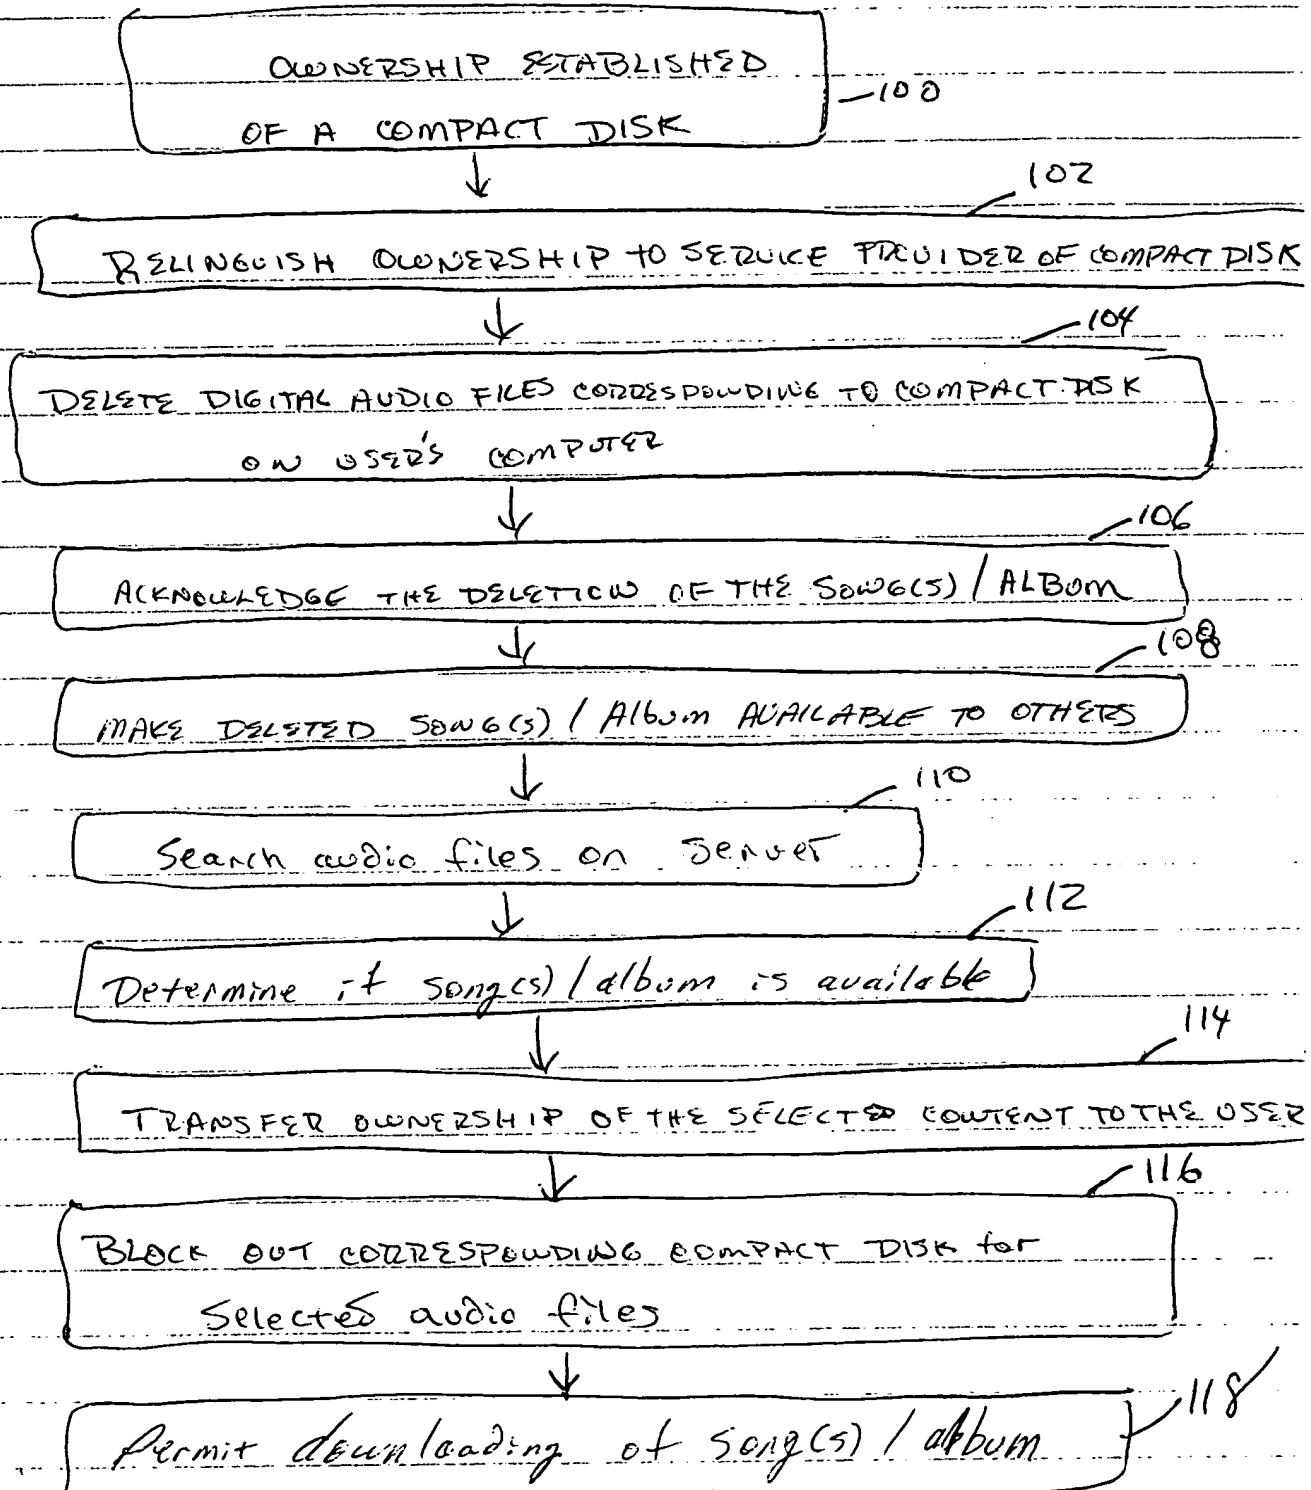 OWNERSHIP ESTABLISHED
OF A COMPACT DISK
100
102
RELINGUISH OWNERSHIP TO SERVICE PROVIDER OF COMPACT DISK
104
DELETE DIGITAL AUDIO FILES CORRESPONDING TO COMPACT DISK
ON USER'S COMPUTER
106
ACKNOWLEDGE THE DELETION OF THE SONG(S) / ALBUM
108
MAKE DELETED SONG(S) / Album AVAILABLE TO OTHERS
110
Search audio files on Server
112
Determine if song(s) / album is available
114
TRANSFER OWNERSHIP OF THE SELECTED CONTENT TO THE USER
116
BLOCK OUT CORRESPONDING COMPACT DISK for
Selected audio files
118
Permit downloading of song(s) / album